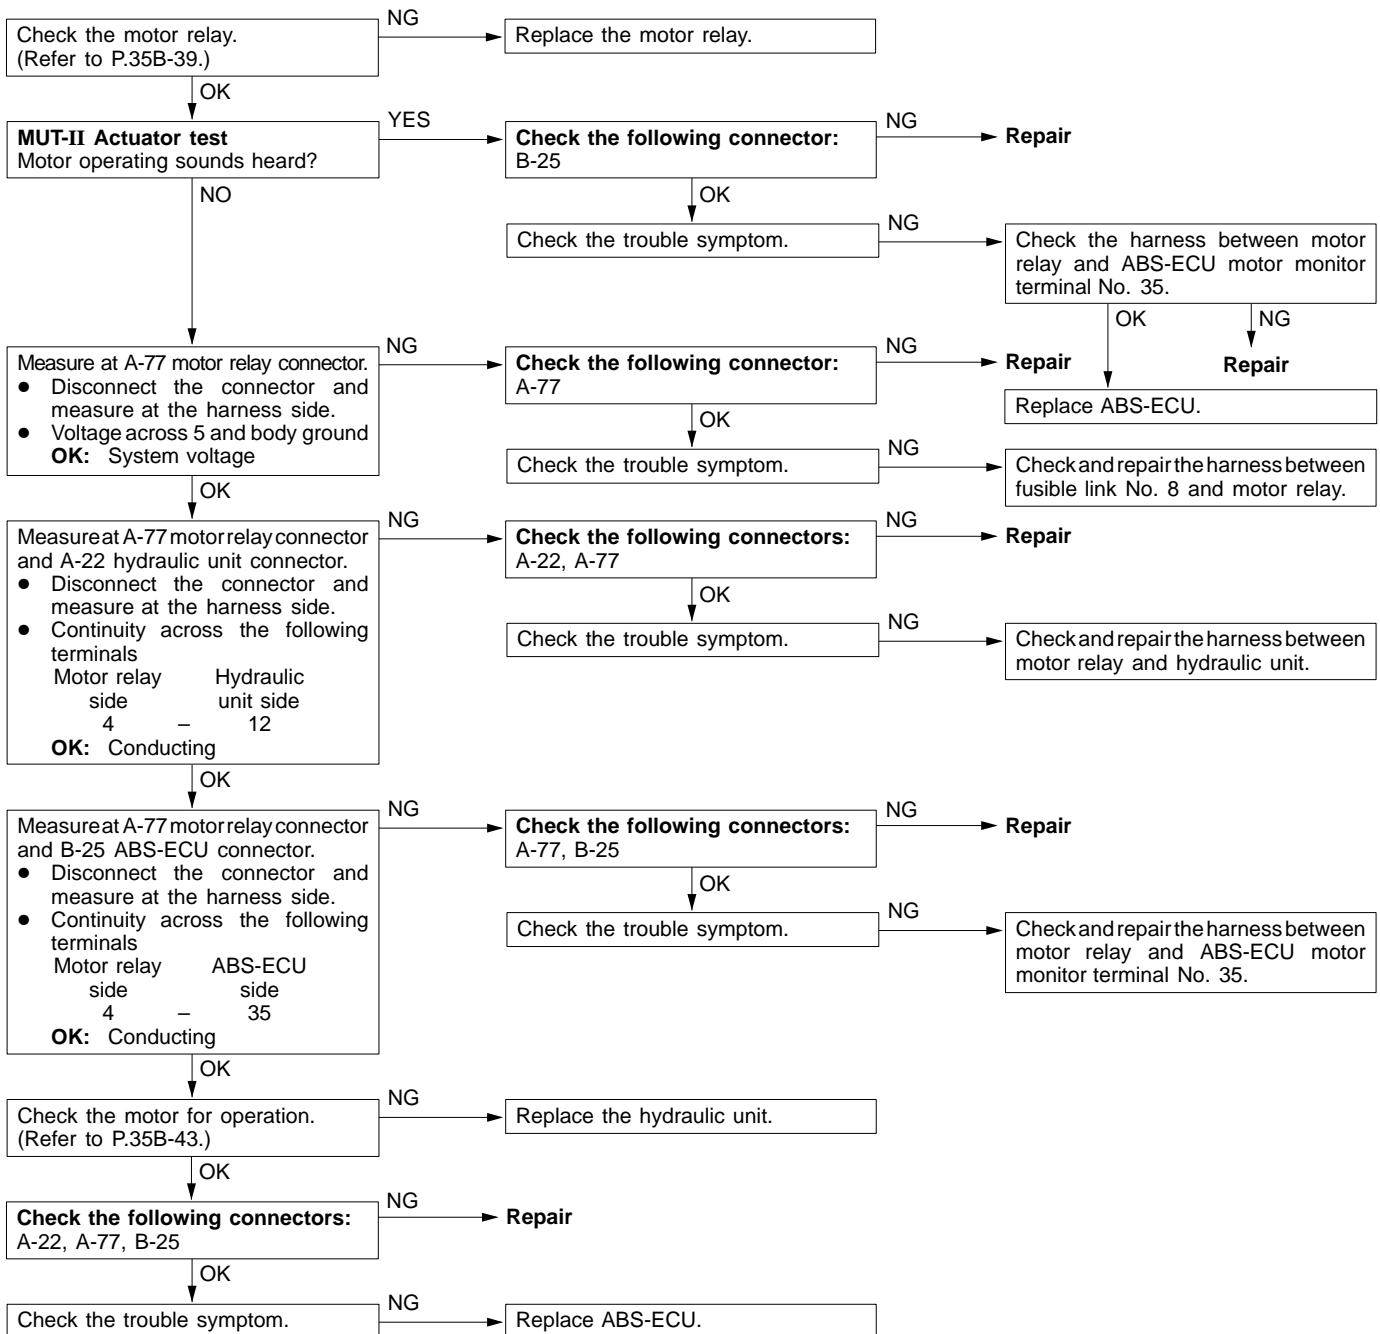 Check the motor relay.
(Refer to P.35B-39.)
NG
Replace the motor relay.
OK
MUT-II Actuator test
Motor operating sounds heard?
YES
Check the following connector:
B-25
NG
Repair
NO
OK
Check the trouble symptom.
NG
Check the harness between motor
relay and ABS-ECU motor monitor
terminal No. 35.
OK
NG
Repair
Replace ABS-ECU.
Measure at A-77 motor relay connector.
● Disconnect the connector and
measure at the harness side.
● Voltage across 5 and body ground
OK: System voltage
NG
Check the following connector:
A-77
NG
Repair
OK
Check the trouble symptom.
NG
Check and repair the harness between
fusible link No. 8 and motor relay.
OK
Measure at A-77 motor relay connector
and A-22 hydraulic unit connector.
● Disconnect the connector and
measure at the harness side.
● Continuity across the following
terminals
Motor relay Hydraulic
side unit side
4 – 12
OK: Conducting
NG
Check the following connectors:
A-22, A-77
NG
Repair
OK
Check the trouble symptom.
NG
Check and repair the harness between
motor relay and hydraulic unit.
OK
Measure at A-77 motor relay connector
and B-25 ABS-ECU connector.
● Disconnect the connector and
measure at the harness side.
● Continuity across the following
terminals
Motor relay ABS-ECU
side side
4 – 35
OK: Conducting
NG
Check the following connectors:
A-77, B-25
NG
Repair
OK
Check the trouble symptom.
NG
Check and repair the harness between
motor relay and ABS-ECU motor
monitor terminal No. 35.
OK
Check the motor for operation.
(Refer to P.35B-43.)
NG
Replace the hydraulic unit.
OK
Check the following connectors:
A-22, A-77, B-25
NG
Repair
OK
Check the trouble symptom.
NG
Replace ABS-ECU.